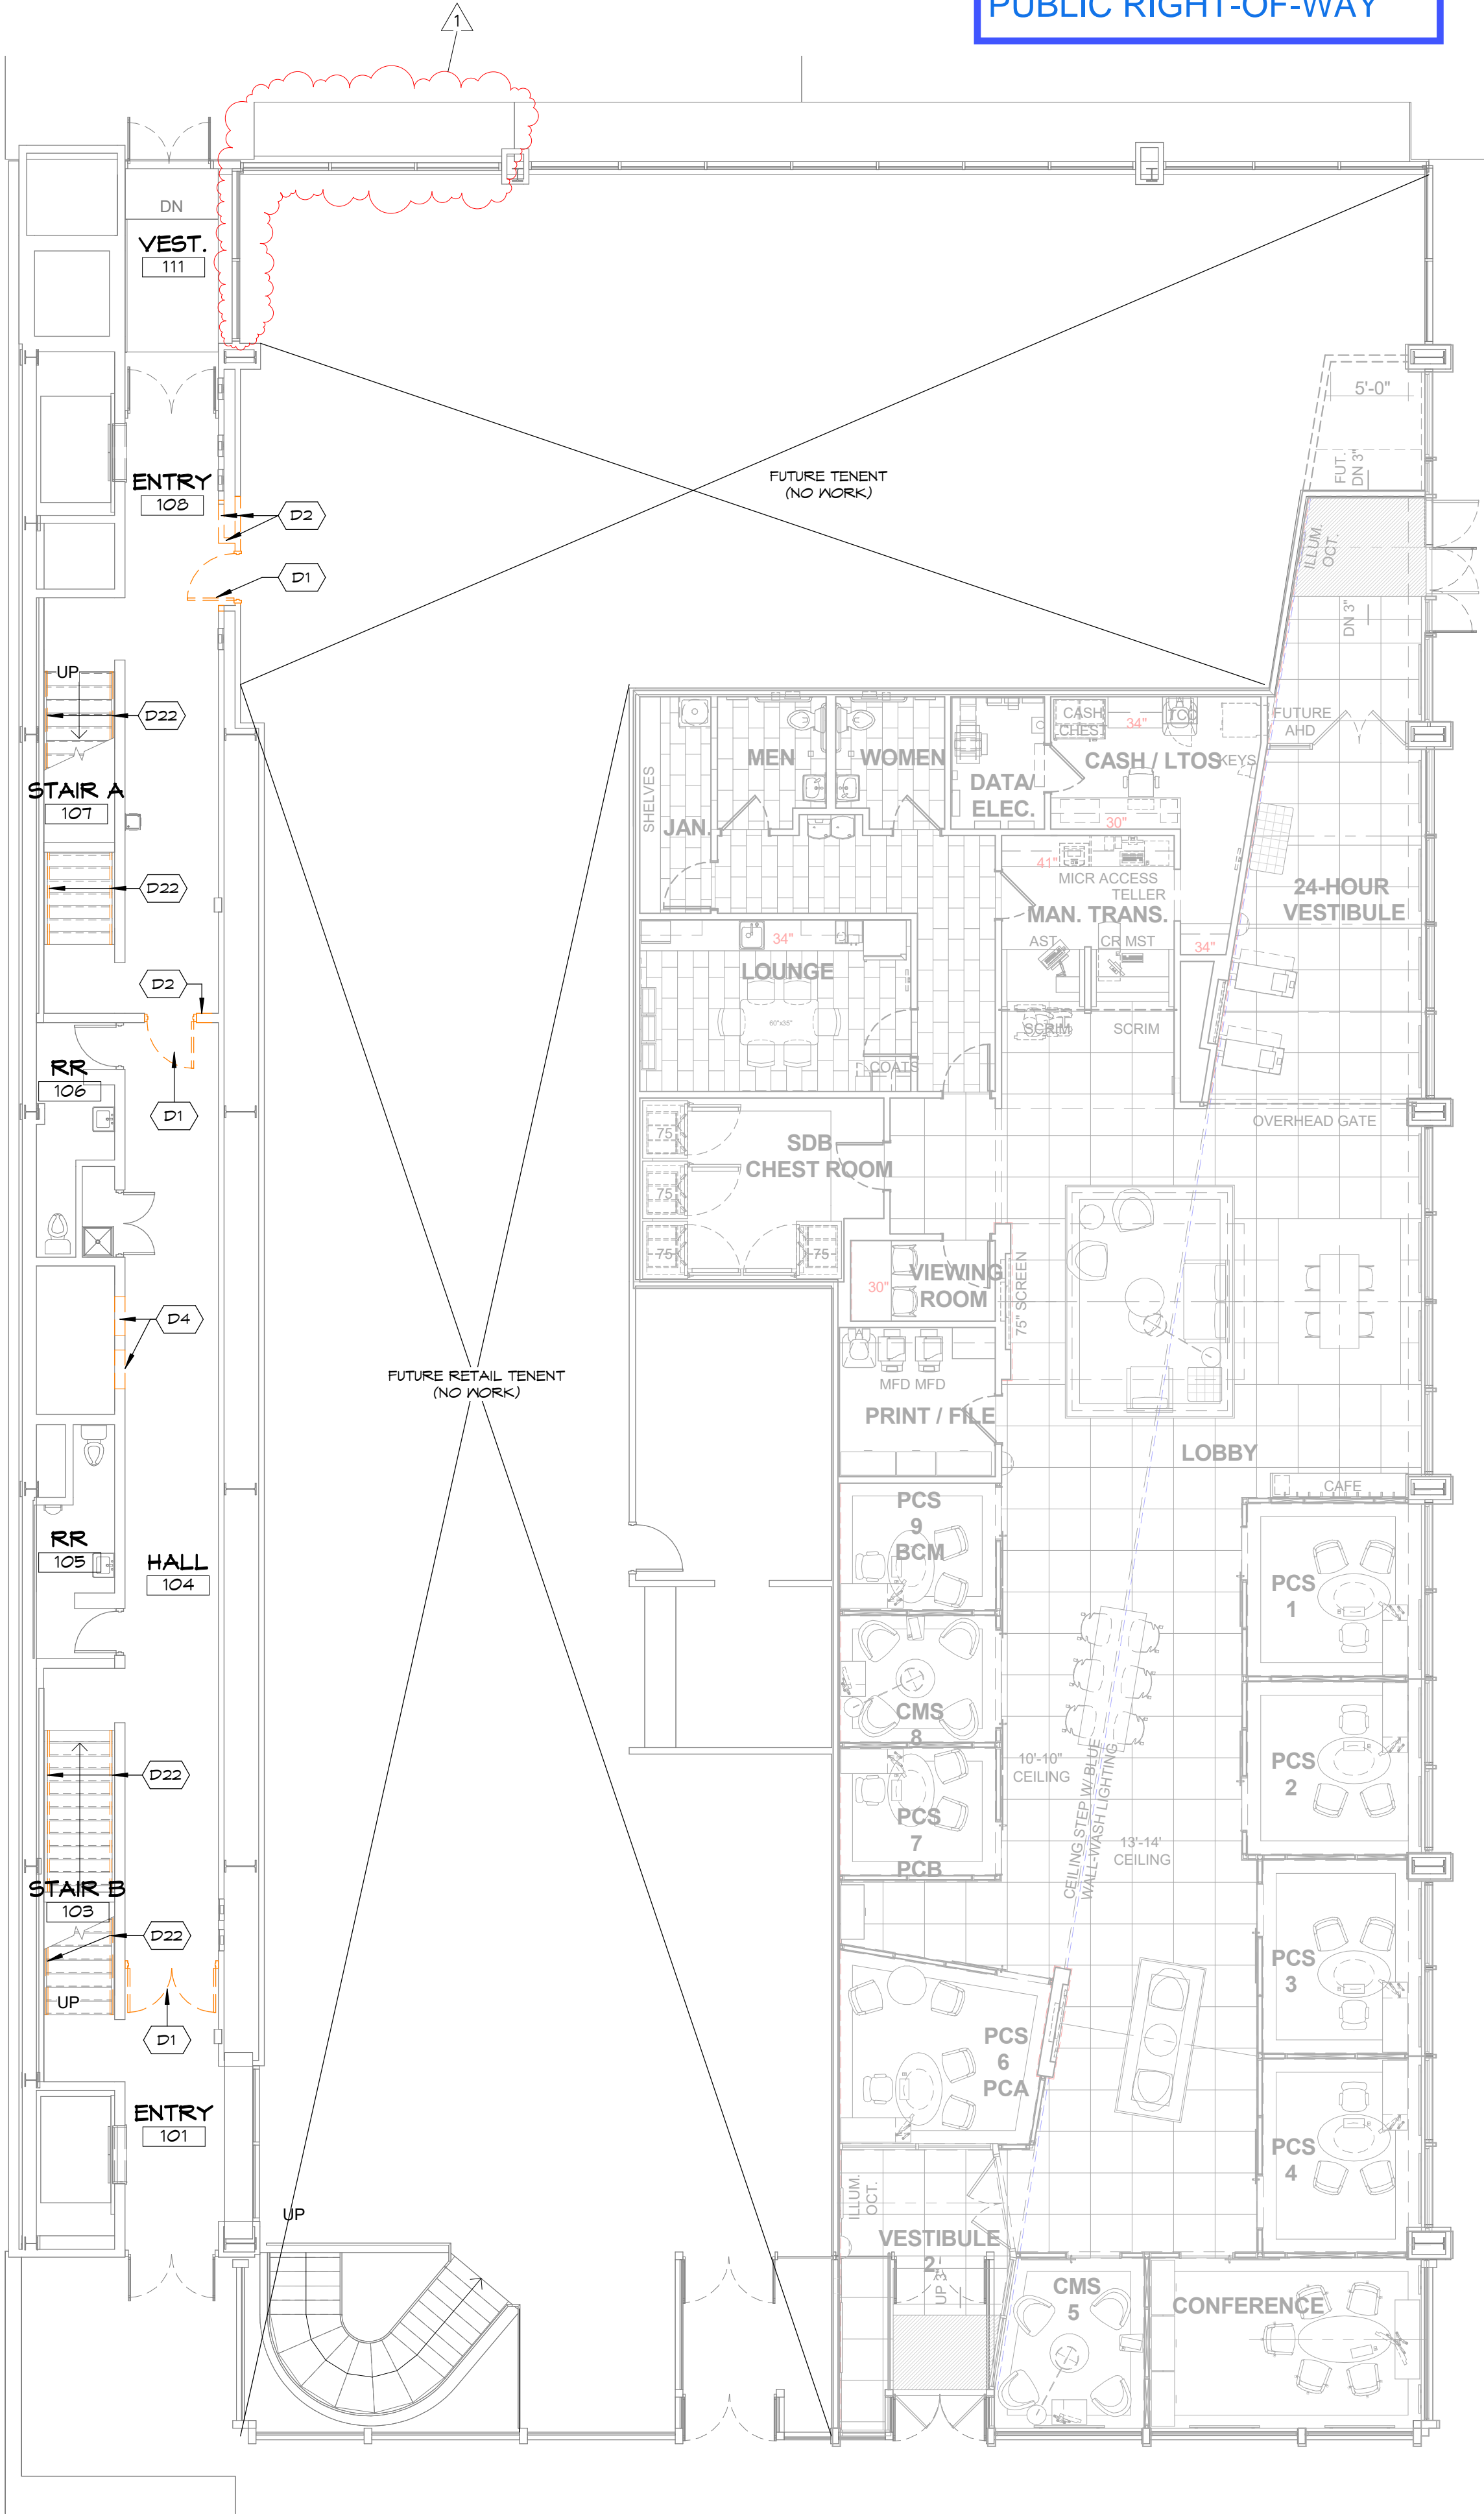 PUBLIC RIGHT-OF-WAY
1
DN
VEST.
111
ENTRY
108
D2
D1
FUTURE TENENT
(NO WORK)
5'-0"
FUT.
DN 3"
ILLUM.
OCT.
DN 3"
UP
D22
STAIR A
107
D22
D2
RR
106
D1
SHELVES
JAN.
MEN
WOMEN
DATA/
ELEC.
CASH
CHEST
34"
TCD
CASH / LTOS
KEYS
30"
FUTURE
AHD
41"
MICR ACCESS
TELLER
MAN. TRANS.
AST
CR MST
34"
24-HOUR
VESTIBULE
34"
LOUNGE
60"x35"
COATS
SCRIM
SCRIM
OVERHEAD GATE
75
75
75
75
SDB
CHEST ROOM
30"
VIEWING
ROOM
75" SCREEN
D4
FUTURE RETAIL TENENT
(NO WORK)
MFD MFD
PRINT / FILE
LOBBY
CAFE
RR
105
HALL
104
PCS
9
BCM
PCS
1
CMS
8
10'-10"
CEILING
CEILING STEP W/ BLUE
WALL-WASH LIGHTING
PCS
2
D22
PCS
7
PCB
13'-14'
CEILING
STAIR B
103
D22
UP
D1
PCS
3
PCS
6
PCA
ENTRY
101
PCS
4
UP
ILLUM.
OCT.
VESTIBULE
2
UP 3"
CMS
5
CONFERENCE